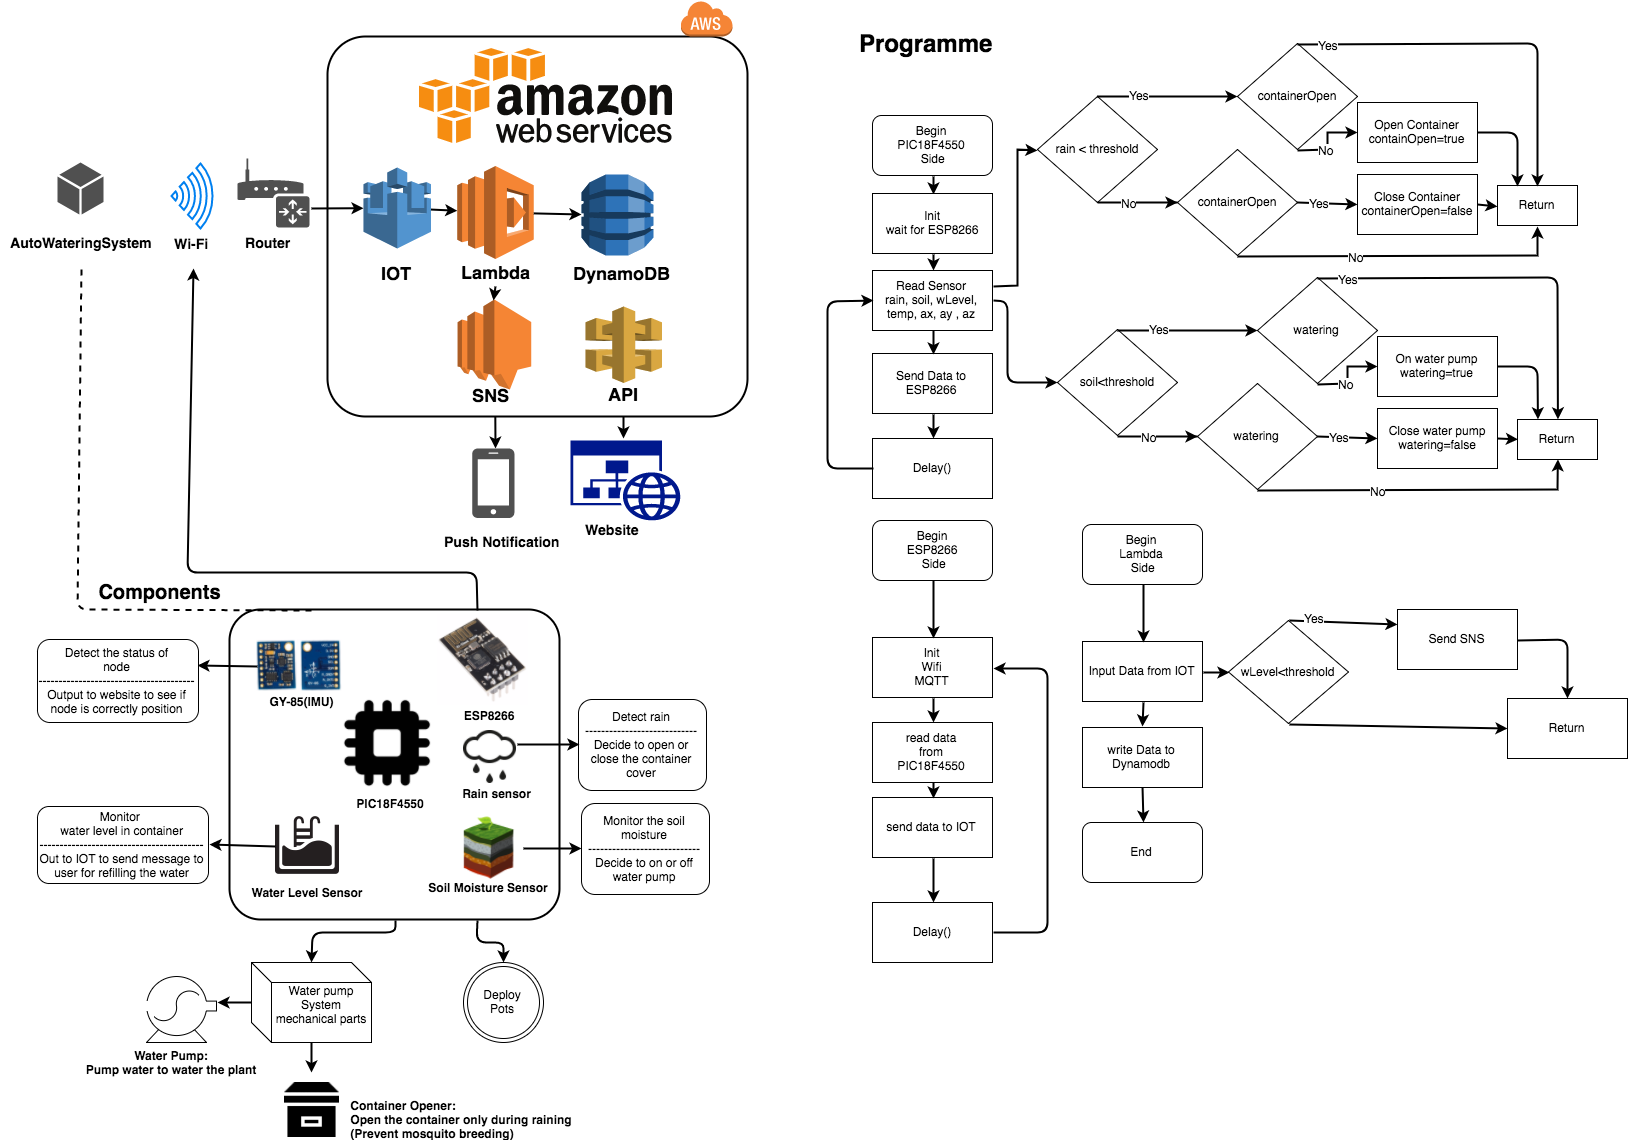 AWS
amazon
web services
AutoWateringSystem
Wi-Fi
Router
IOT
Lambda
DynamoDB
SNS
API
Push Notification
Website
Components
Detect the status of
node
Output to website to see if
node is correctly position
GY-85(IMU)
ESP8266
PIC18F4550
Rain sensor
Detect rain
Decide to open or
close the container
cover
Monitor
water level in container
Out to IOT to send message to
user for refilling the water
Water Level Sensor
Soil Moisture Sensor
Monitor the soil
moisture
Decide to on or off
water pump
Water pump
System
mechanical parts
Deploy
Pots
Water Pump:
Pump water to water the plant
Container Opener:
Open the container only during raining
(Prevent mosquito breeding)
Programme
Begin
PIC18F4550
Side
Init
wait for ESP8266
Read Sensor
rain, soil, wLevel,
temp, ax, ay , az
Send Data to
ESP8266
Delay()
rain < threshold
Yes
containerOpen
Yes
No
Open Container
containOpen=true
No
containerOpen
Yes
Close Container
containerOpen=false
No
Return
soil<threshold
Yes
watering
Yes
No
On water pump
watering=true
No
watering
Yes
Close water pump
watering=false
No
Return
Begin
ESP8266
Side
Init
Wifi
MQTT
read data
from
PIC18F4550
send data to IOT
Delay()
Begin
Lambda
Side
Input Data from IOT
write Data to
Dynamodb
End
wLevel<threshold
Yes
Send SNS
Return